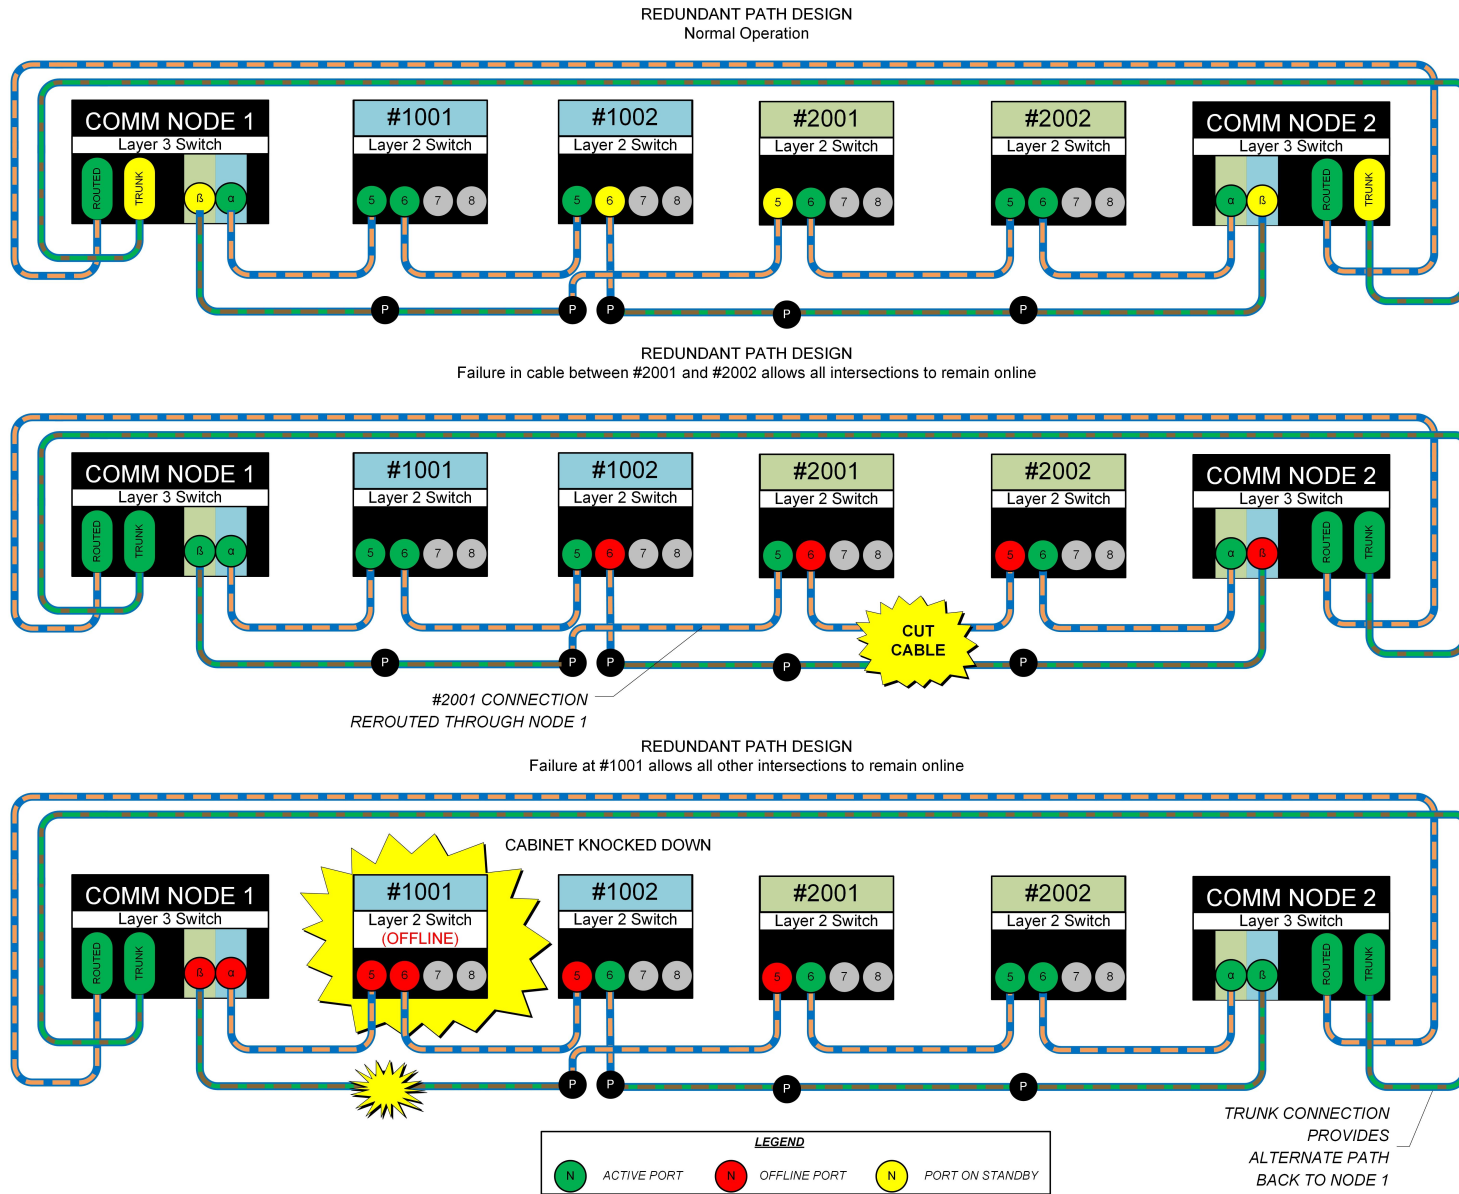 REDUNDANT PATH DESIGN
Normal Operation
COMM NODE 1
Layer 3 Switch
ROUTED
TRUNK
ß
α
#1001
Layer 2 Switch
5 6 7 8
#1002
Layer 2 Switch
5 6 7 8
#2001
Layer 2 Switch
5 6 7 8
#2002
Layer 2 Switch
5 6 7 8
COMM NODE 2
Layer 3 Switch
α
ß
ROUTED
TRUNK
P P P P P
REDUNDANT PATH DESIGN
Failure in cable between #2001 and #2002 allows all intersections to remain online
COMM NODE 1
Layer 3 Switch
ROUTED
TRUNK
ß
α
#1001
Layer 2 Switch
5 6 7 8
#1002
Layer 2 Switch
5 6 7 8
#2001
Layer 2 Switch
5 6 7 8
#2002
Layer 2 Switch
5 6 7 8
COMM NODE 2
Layer 3 Switch
α
ß
ROUTED
TRUNK
CUT
CABLE
P P P P P
#2001 CONNECTION
REROUTED THROUGH NODE 1
REDUNDANT PATH DESIGN
Failure at #1001 allows all other intersections to remain online
CABINET KNOCKED DOWN
COMM NODE 1
Layer 3 Switch
ROUTED
TRUNK
ß
α
#1001
Layer 2 Switch
(OFFLINE)
5 6 7 8
#1002
Layer 2 Switch
5 6 7 8
#2001
Layer 2 Switch
5 6 7 8
#2002
Layer 2 Switch
5 6 7 8
COMM NODE 2
Layer 3 Switch
α
ß
ROUTED
TRUNK
P P P P
TRUNK CONNECTION
PROVIDES
ALTERNATE PATH
BACK TO NODE 1
LEGEND
N ACTIVE PORT
N OFFLINE PORT
N PORT ON STANDBY